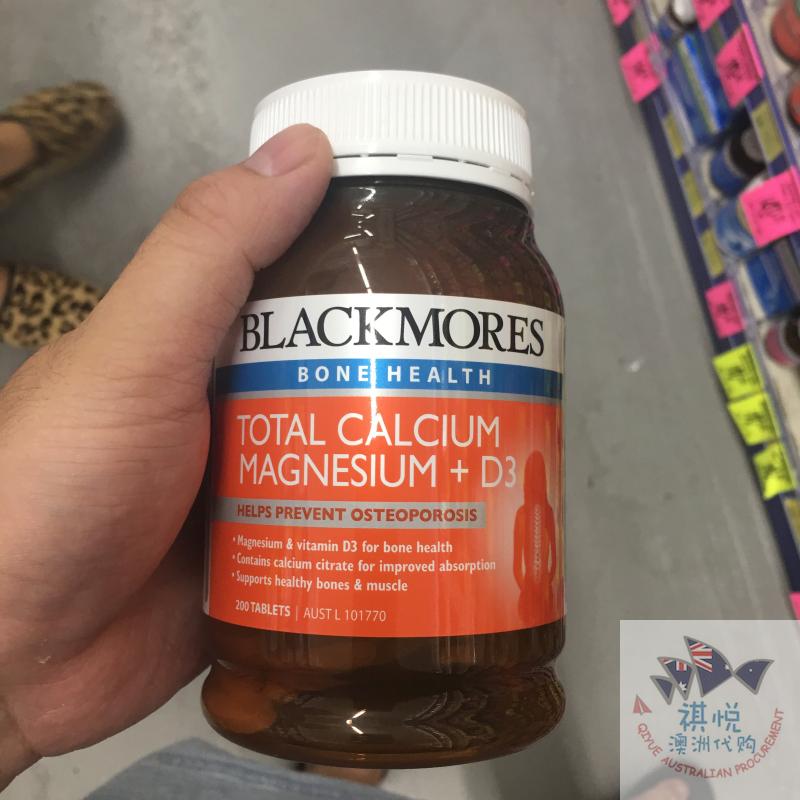 BLACKMORES
BONE HEALTH
TOTAL CALCIUM
MAGNESIUM + D3
HELPS PREVENT OSTEOPOROSIS
• Magnesium & vitamin D3 for bone health
• Contains calcium citrate for improved absorption
• Supports healthy bones & muscle
200 TABLETS | AUST L 101770
祺悦
澳洲代购
QIYUE AUSTRALIAN PROCUREMENT